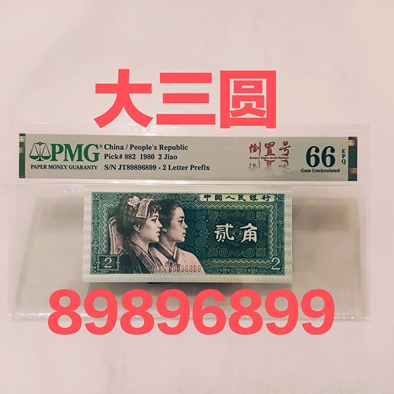 大三圆
PMG
PAPER MONEY GUARANTY
China / People's Republic
Pick# 882 1980 2 Jiao
S/N JT89896899 - 2 Letter Prefix
倒置号
66
EPQ
Gem Uncirculated
中国人民银行
贰角
JT89896899
2
2
89896899